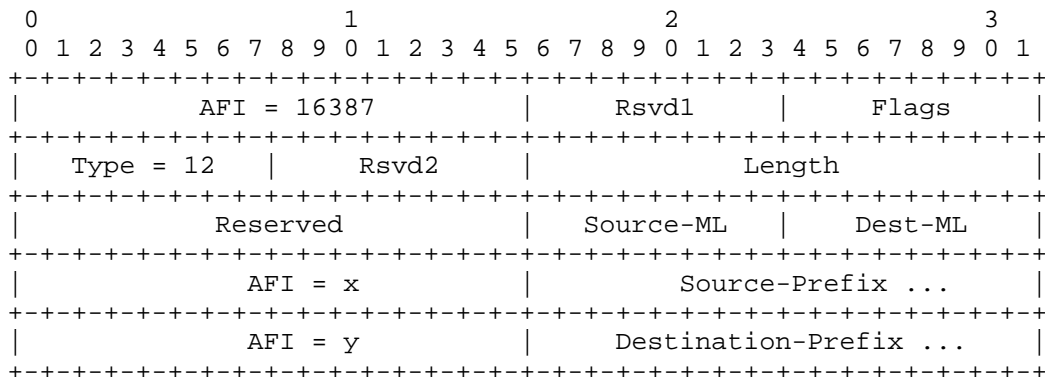 0                   1                   2                   3
 0 1 2 3 4 5 6 7 8 9 0 1 2 3 4 5 6 7 8 9 0 1 2 3 4 5 6 7 8 9 0 1
+-+-+-+-+-+-+-+-+-+-+-+-+-+-+-+-+-+-+-+-+-+-+-+-+-+-+-+-+-+-+-+-+
|           AFI = 16387         |     Rsvd1     |     Flags     |
+-+-+-+-+-+-+-+-+-+-+-+-+-+-+-+-+-+-+-+-+-+-+-+-+-+-+-+-+-+-+-+-+
|   Type = 12   |     Rsvd2     |             Length            |
+-+-+-+-+-+-+-+-+-+-+-+-+-+-+-+-+-+-+-+-+-+-+-+-+-+-+-+-+-+-+-+-+
|            Reserved           |   Source-ML   |    Dest-ML    |
+-+-+-+-+-+-+-+-+-+-+-+-+-+-+-+-+-+-+-+-+-+-+-+-+-+-+-+-+-+-+-+-+
|              AFI = x          |         Source-Prefix ...     |
+-+-+-+-+-+-+-+-+-+-+-+-+-+-+-+-+-+-+-+-+-+-+-+-+-+-+-+-+-+-+-+-+
|              AFI = y          |     Destination-Prefix ...    |
+-+-+-+-+-+-+-+-+-+-+-+-+-+-+-+-+-+-+-+-+-+-+-+-+-+-+-+-+-+-+-+-+